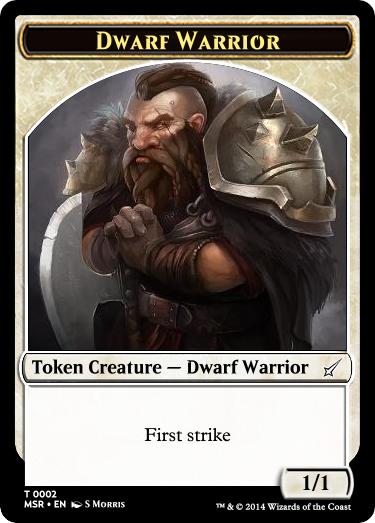 Dwarf Warrior
Token Creature — Dwarf Warrior
First strike
1/1
T 0002
MSR • EN S Morris
™ & © 2014 Wizards of the Coast